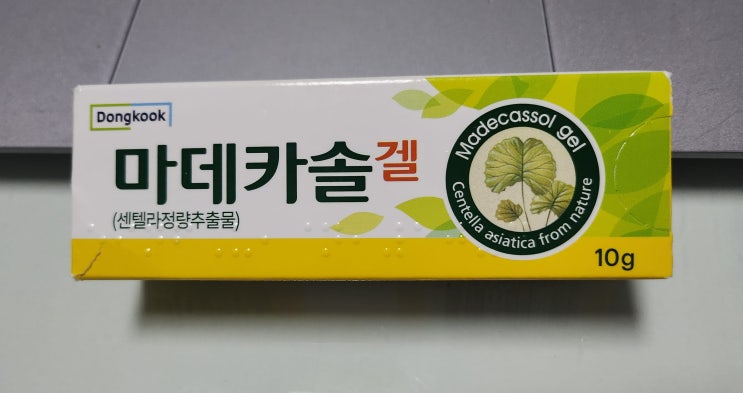 Dongkook
마데카솔겔
(센텔라정량추출물)
Madecassol gel
Centella asiatica from nature
10g